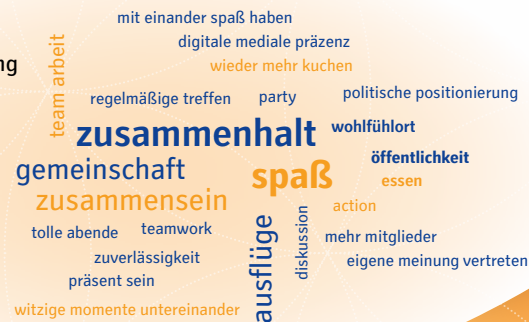 mit einander spaß haben
digitale mediale präzenz
ng
team arbeit
wieder mehr kuchen
regelmäßige treffen
party
politische positionierung
zusammenhalt
wohlfühlort
öffentlichkeit
gemeinschaft
spaß
essen
zusammensein
action
tolle abende
teamwork
ausflüge
diskussion
mehr mitglieder
zuverlässigkeit
eigene meinung vertreten
präsent sein
witzige momente untereinander